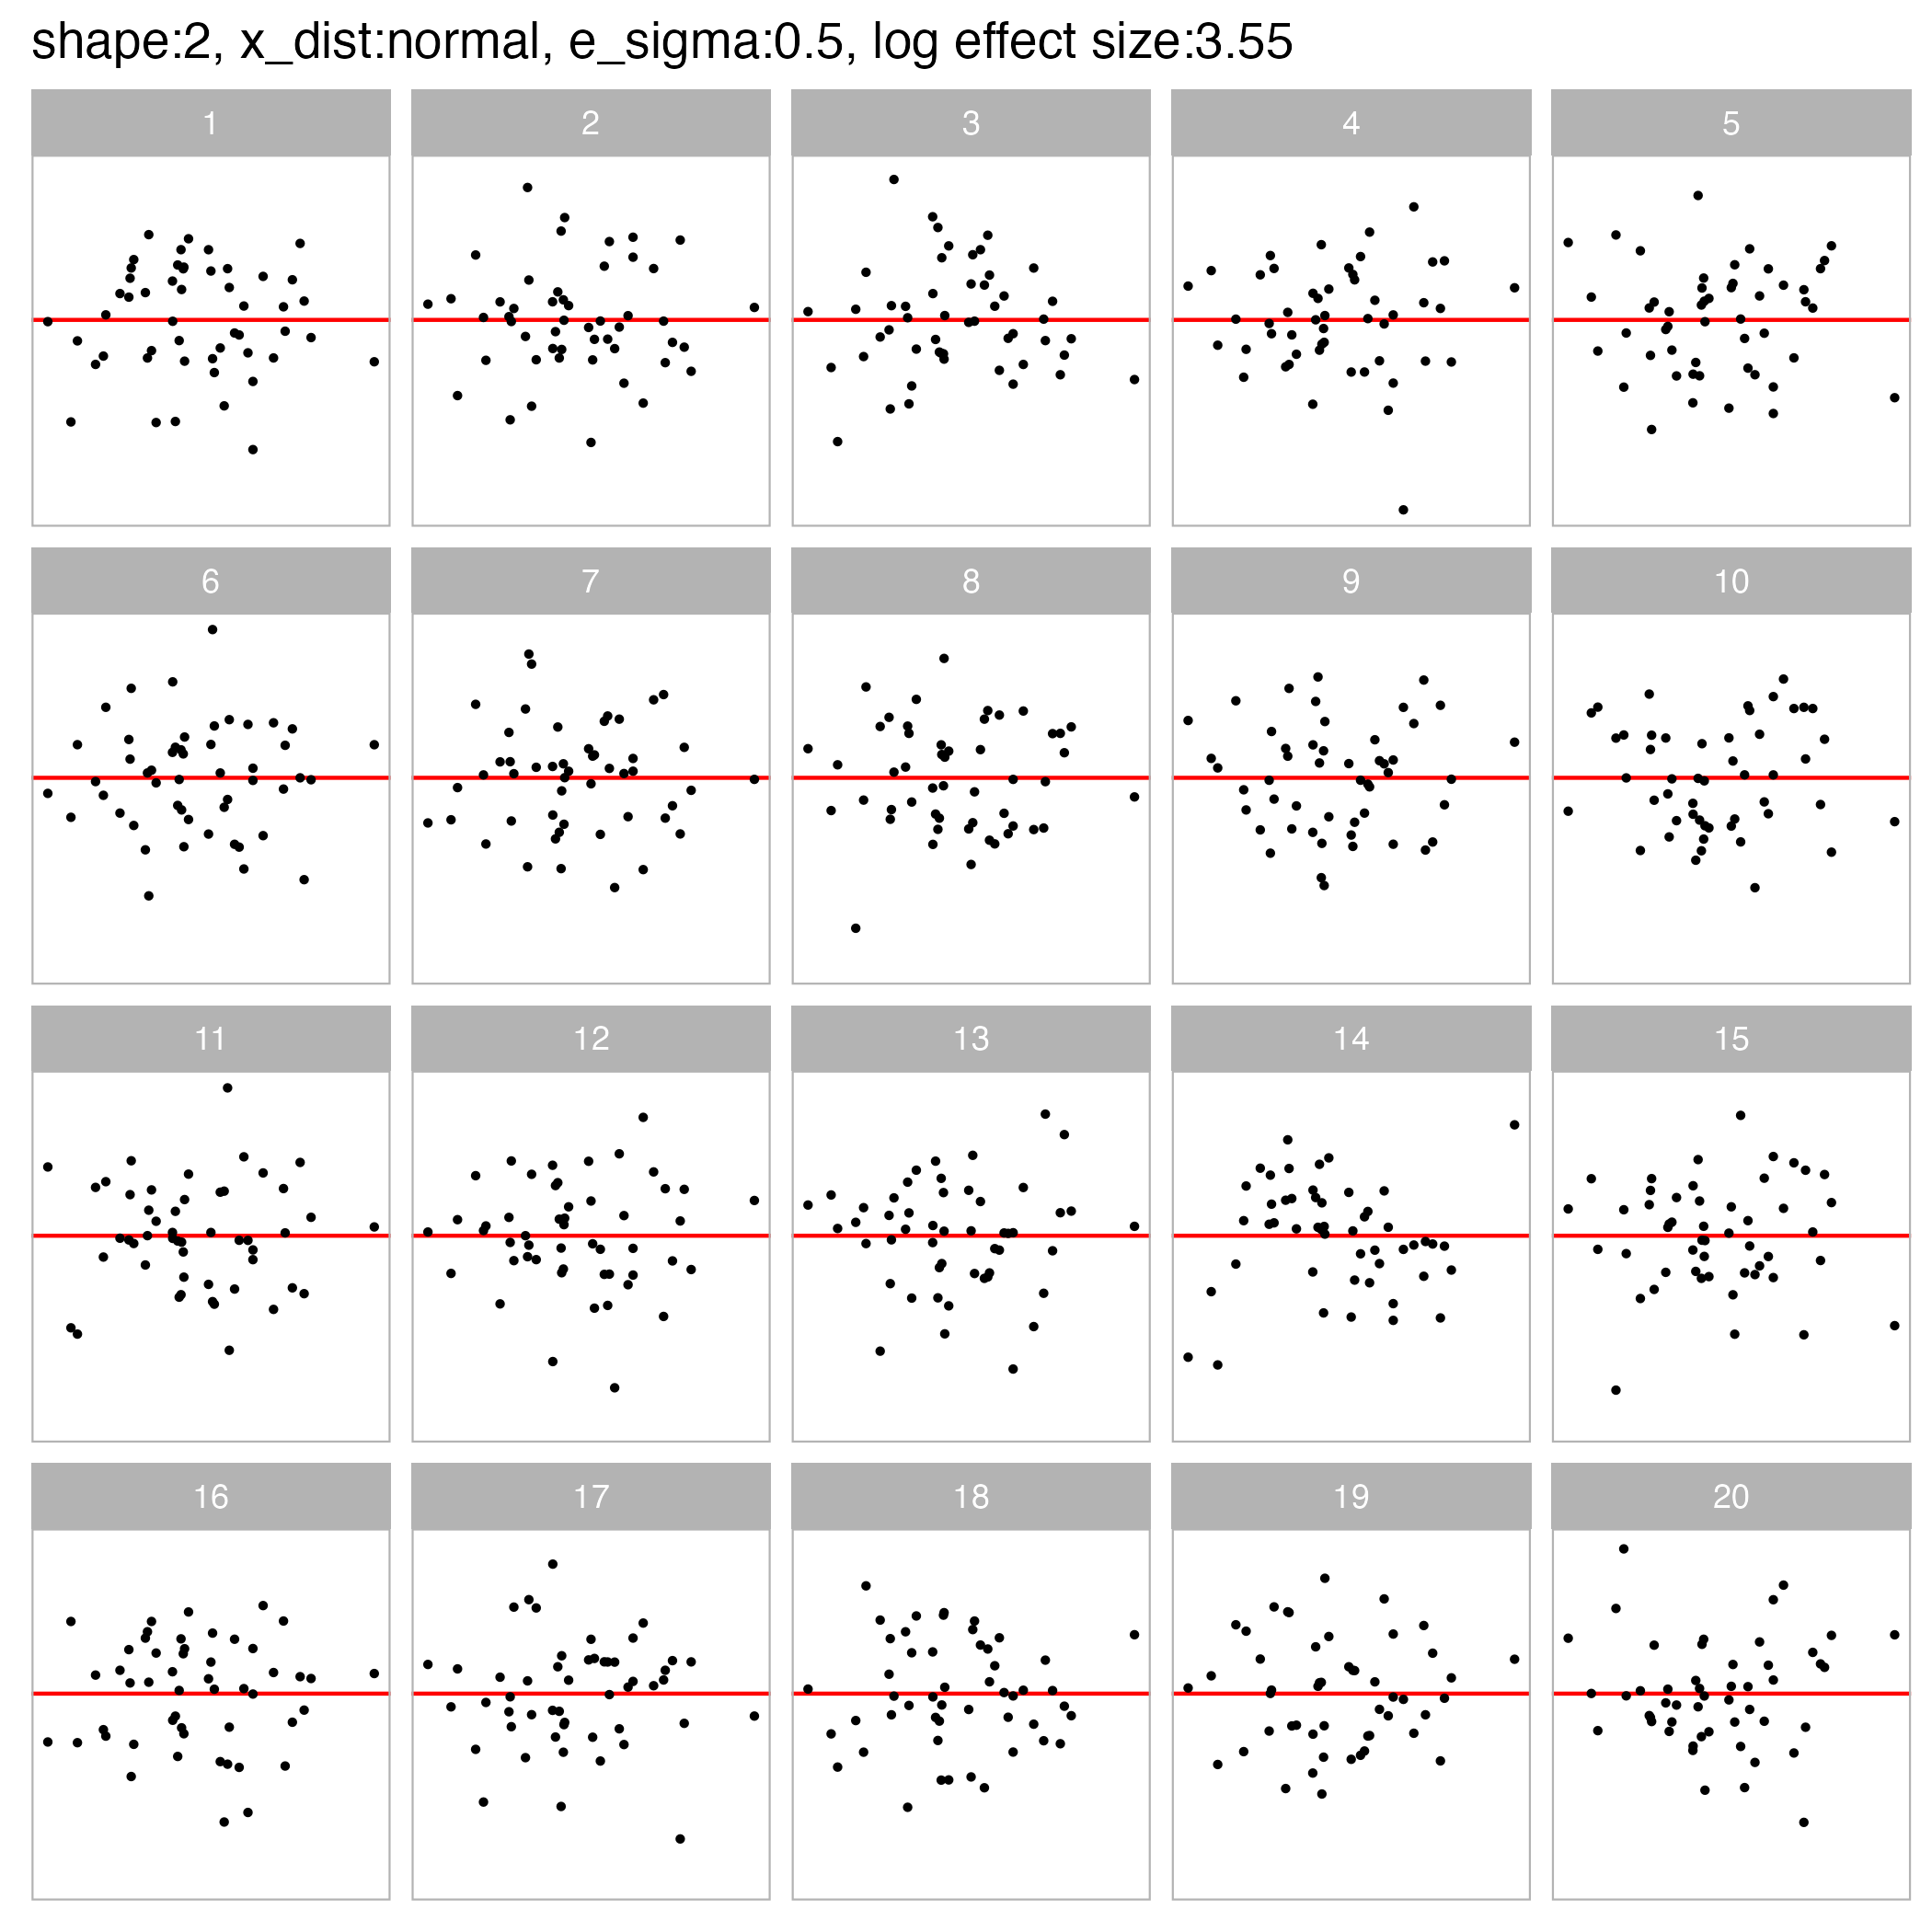 shape:2, x_dist:normal, e_sigma:0.5, log effect size:3.55
1 2 3 4 5
6 7 8 9 10
11 12 13 14 15
16 17 18 19 20